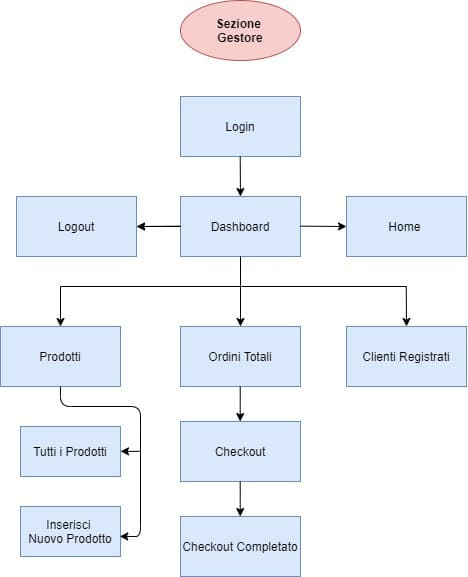 Sezione
Gestore
Login
Logout
Dashboard
Home
Prodotti
Ordini Totali
Clienti Registrati
Tutti i Prodotti
Checkout
Inserisci
Nuovo Prodotto
Checkout Completato